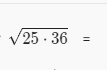 √25 · 36 =